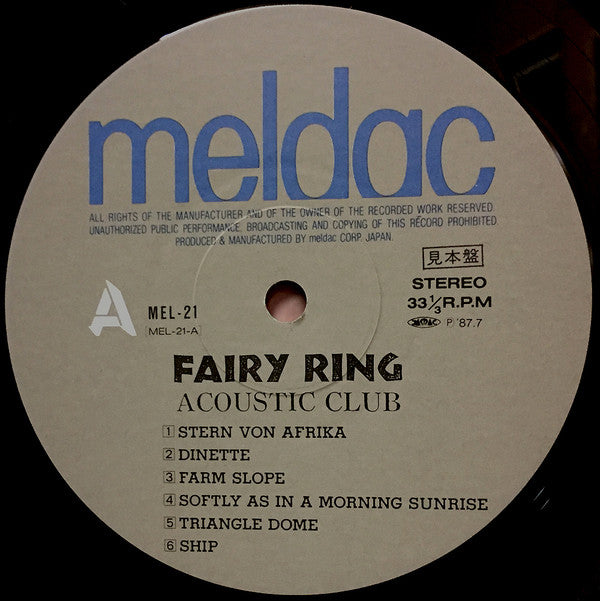 meldac
ALL RIGHTS OF THE MANUFACTURER AND OF THE OWNER OF THE RECORDED WORK RESERVED.
UNAUTHORIZED PUBLIC PERFORMANCE, BROADCASTING AND COPYING OF THIS RECORD PROHIBITED.
PRODUCED & MANUFACTURED BY meldac CORP. JAPAN.
見本盤
STEREO
33 1/3 R.P.M
P '87.7
A
MEL-21
MEL-21-A
FAIRY RING
ACOUSTIC CLUB
1 STERN VON AFRIKA
2 DINETTE
3 FARM SLOPE
4 SOFTLY AS IN A MORNING SUNRISE
5 TRIANGLE DOME
6 SHIP